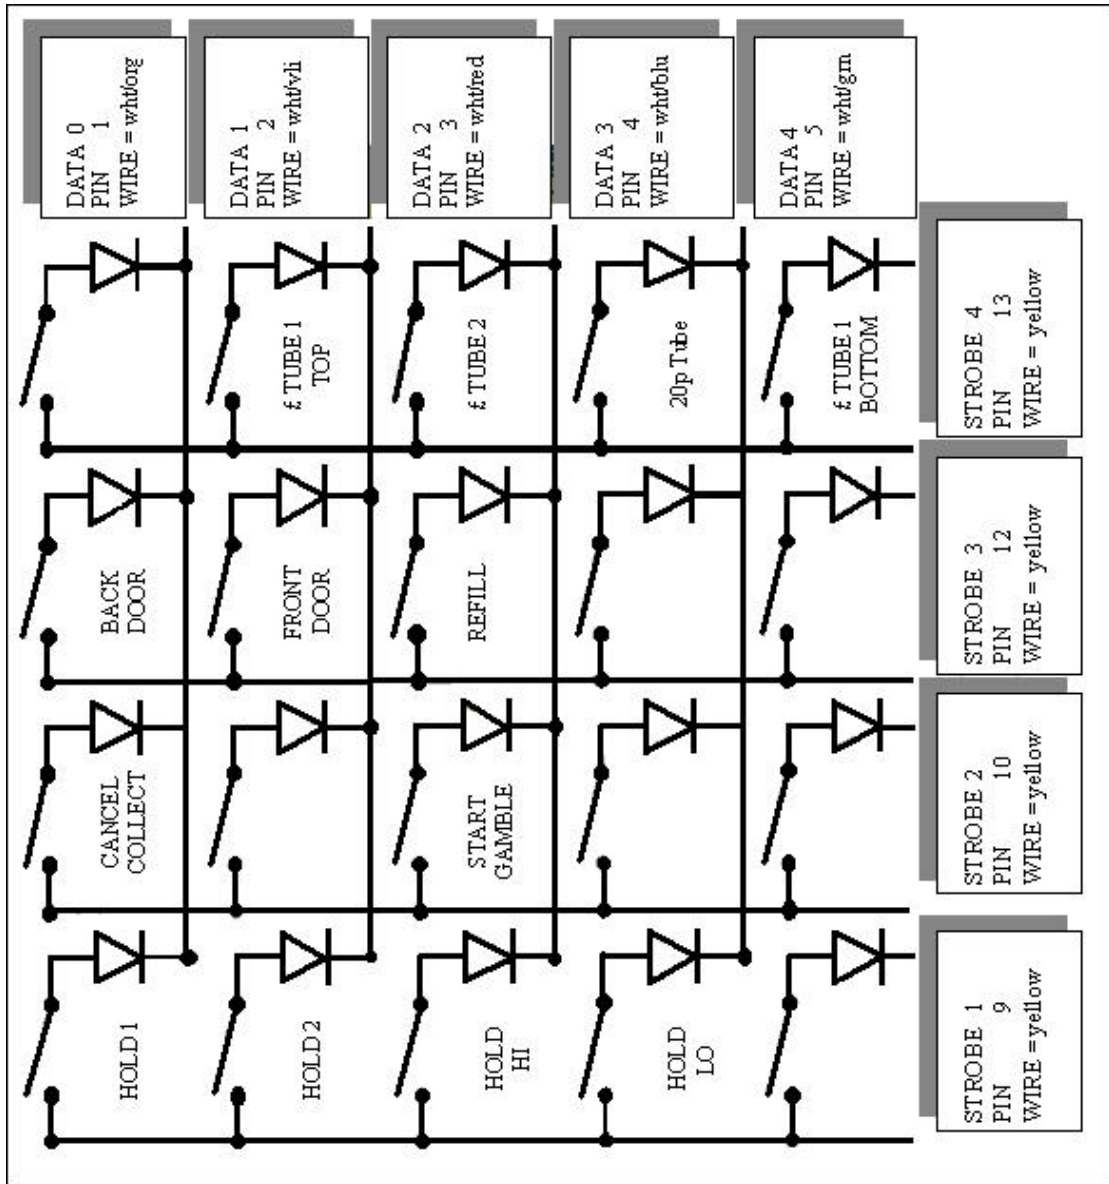 HOLD 1
CANCEL
COLLECT
BACK
DOOR
DATA 0
PIN 1
WIRE = wht/org
HOLD 2
FRONT
DOOR
£ TUBE 1
TOP
DATA 1
PIN 2
WIRE = wht/vli
HOLD
HI
START
GAMBLE
REFILL
£ TUBE 2
DATA 2
PIN 3
WIRE = wht/red
HOLD
LO
20p Tube
DATA 3
PIN 4
WIRE = wht/blu
£ TUBE 1
BOTTOM
DATA 4
PIN 5
WIRE = wht/grn
STROBE 1
PIN 9
WIRE = yellow
STROBE 2
PIN 10
WIRE = yellow
STROBE 3
PIN 12
WIRE = yellow
STROBE 4
PIN 13
WIRE = yellow